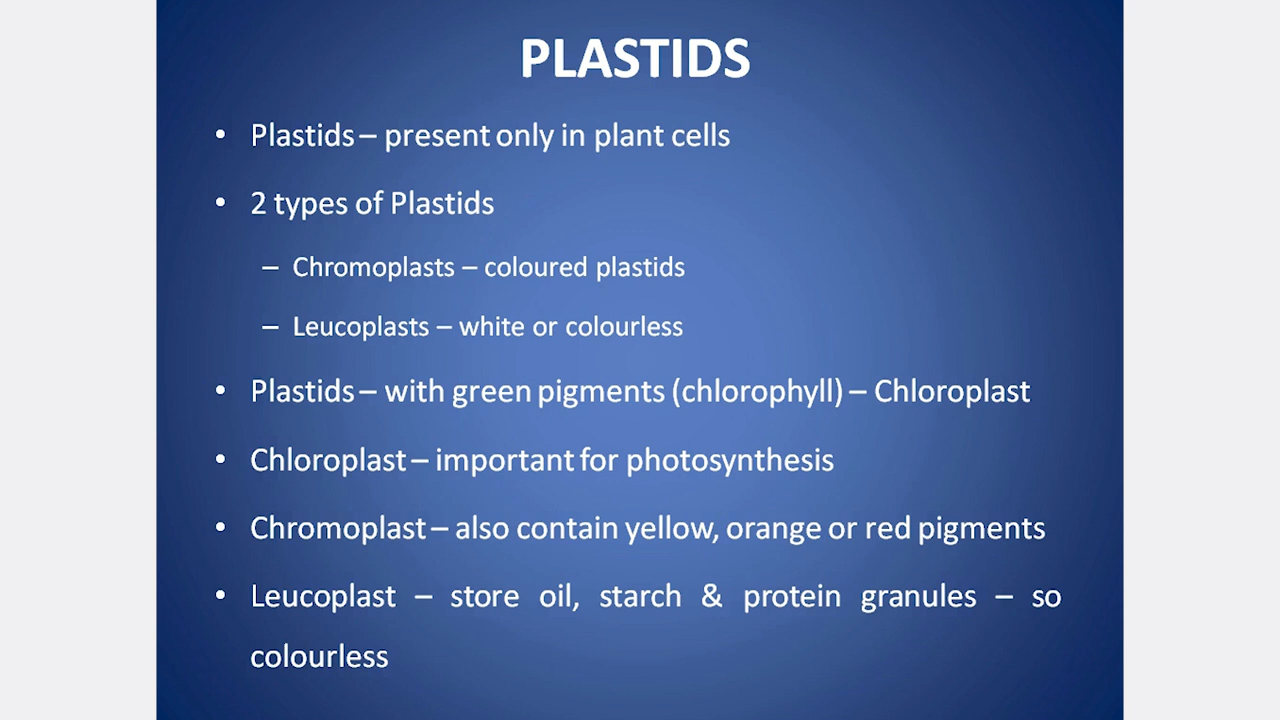 PLASTIDS
• Plastids – present only in plant cells
• 2 types of Plastids
– Chromoplasts – coloured plastids
– Leucoplasts – white or colourless
• Plastids – with green pigments (chlorophyll) – Chloroplast
• Chloroplast – important for photosynthesis
• Chromoplast – also contain yellow, orange or red pigments
• Leucoplast – store oil, starch & protein granules – so
colourless